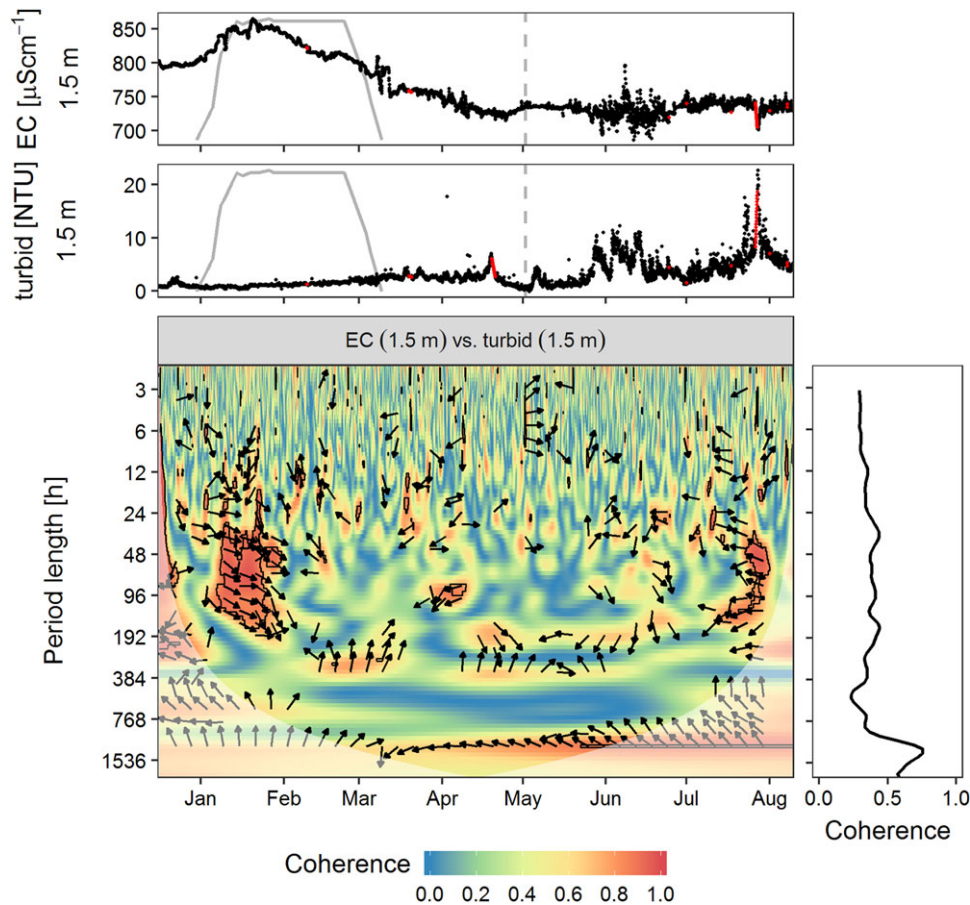 EC [μScm⁻¹]
1.5 m
850
800
750
700
turbid [NTU]
1.5 m
20
10
0
EC (1.5 m) vs. turbid (1.5 m)
Period length [h]
3
6
12
24
48
96
192
384
768
1536
Jan Feb Mar Apr May Jun Jul Aug
0.0 0.5 1.0
Coherence
Coherence
0.0 0.2 0.4 0.6 0.8 1.0